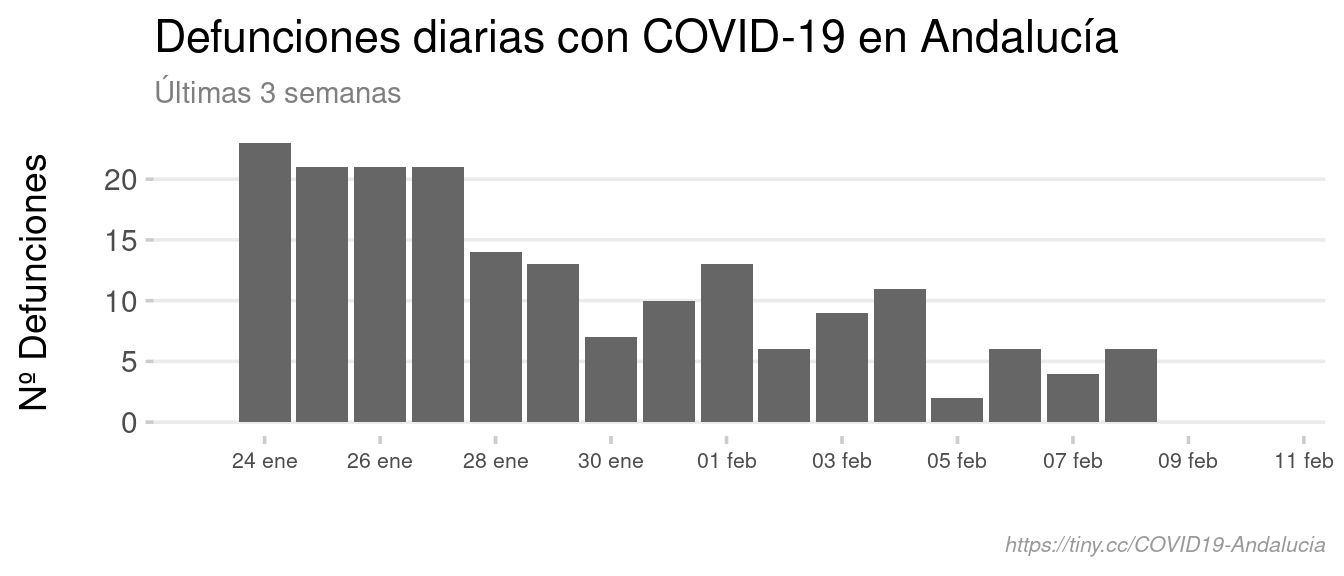 Defunciones diarias con COVID-19 en Andalucía
Últimas 3 semanas
Nº Defunciones
20
15
10
5
0
24 ene 26 ene 28 ene 30 ene 01 feb 03 feb 05 feb 07 feb 09 feb 11 feb
https://tiny.cc/COVID19-Andalucia